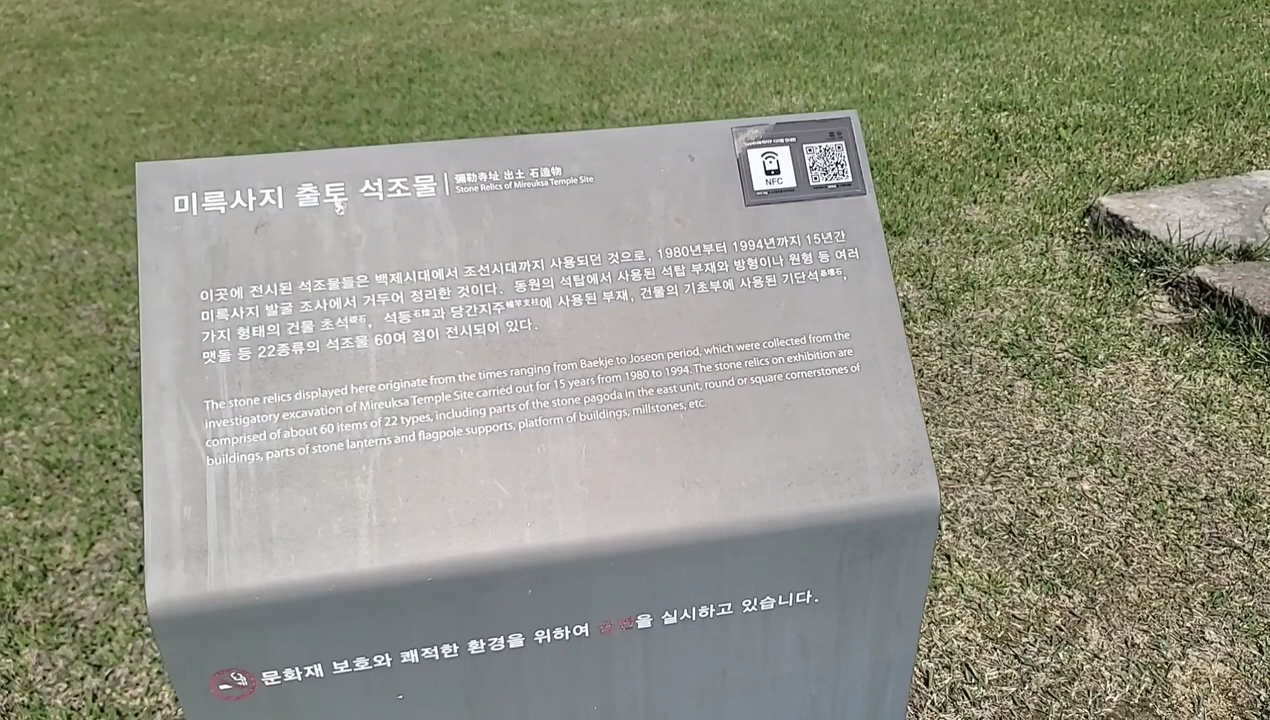 미륵사지 출토 석조물
彌勒寺址 出土 石造物
Stone Relics of Mireuksa Temple Site
NFC
이곳에 전시된 석조물들은 백제시대에서 조선시대까지 사용되던 것으로, 1980년부터 1994년까지 15년간
미륵사지 발굴 조사에서 거두어 정리한 것이다. 동원의 석탑에서 사용된 석탑 부재와 방형이나 원형 등 여러
가지 형태의 건물 초석礎石, 석등石燈과 당간지주幢竿支柱에 사용된 부재, 건물의 기초부에 사용된 기단석基壇石,
맷돌 등 22종류의 석조물 60여 점이 전시되어 있다.
The stone relics displayed here originate from the times ranging from Baekje to Joseon period, which were collected from the
investigatory excavation of Mireuksa Temple Site carried out for 15 years from 1980 to 1994. The stone relics on exhibition are
comprised of about 60 items of 22 types, including parts of the stone pagoda in the east unit, round or square cornerstones of
buildings, parts of stone lanterns and flagpole supports, platform of buildings, millstones, etc.
문화재 보호와 쾌적한 환경을 위하여 금연을 실시하고 있습니다.